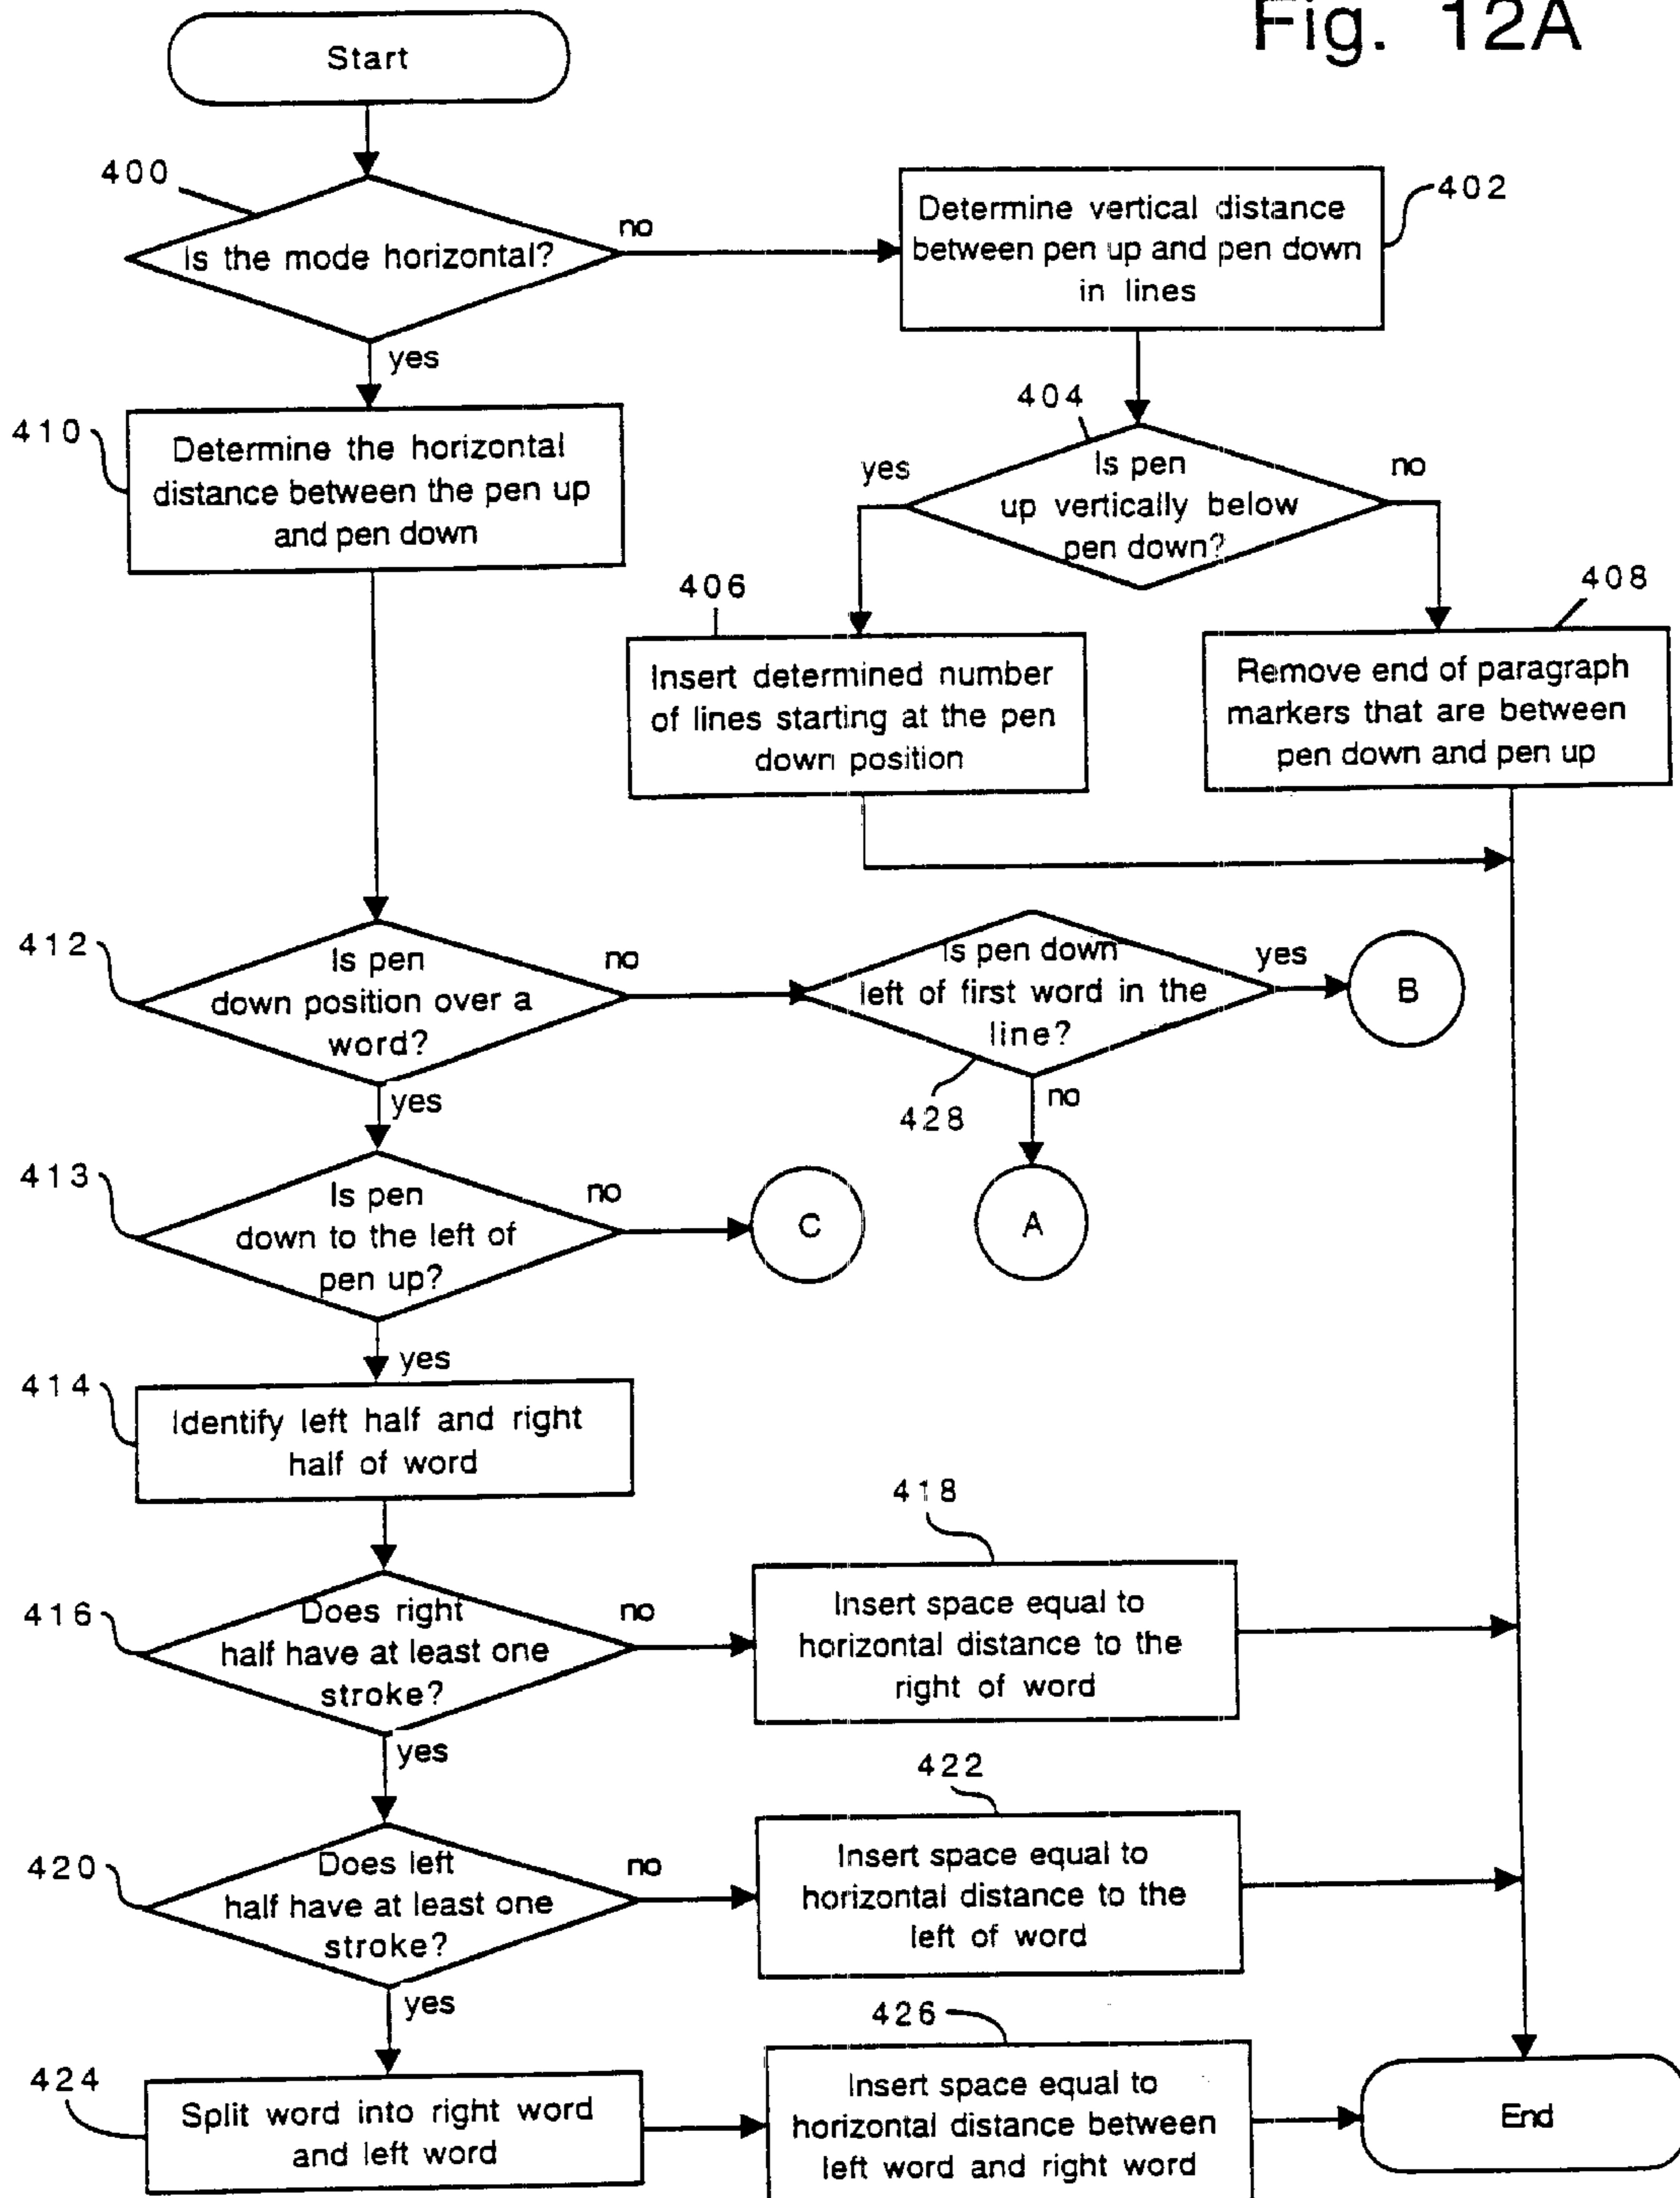 Fig. 12A
Start
400
Is the mode horizontal?
no
yes
Determine vertical distance
between pen up and pen down
in lines
402
410
Determine the horizontal
distance between the pen up
and pen down
404
Is pen
up vertically below
pen down?
yes
no
406
Insert determined number
of lines starting at the pen
down position
408
Remove end of paragraph
markers that are between
pen down and pen up
412
Is pen
down position over a
word?
no
yes
Is pen down
left of first word in the
line?
428
yes
B
no
A
413
Is pen
down to the left of
pen up?
no
C
yes
414
Identify left half and right
half of word
416
Does right
half have at least one
stroke?
no
yes
418
Insert space equal to
horizontal distance to the
right of word
420
Does left
half have at least one
stroke?
no
yes
422
Insert space equal to
horizontal distance to the
left of word
424
Split word into right word
and left word
426
Insert space equal to
horizontal distance between
left word and right word
End